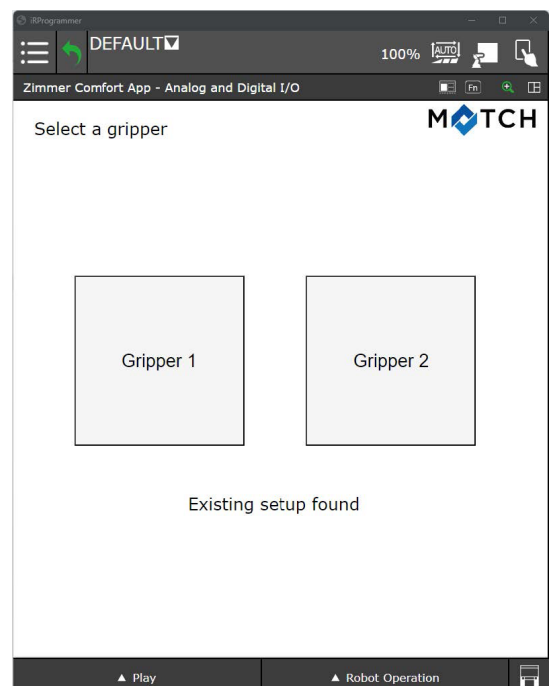 iRProgrammer
DEFAULT
100% AUTO
Zimmer Comfort App - Analog and Digital I/O
Fn
MATCH
Select a gripper
Gripper 1
Gripper 2
Existing setup found
▲ Play
▲ Robot Operation